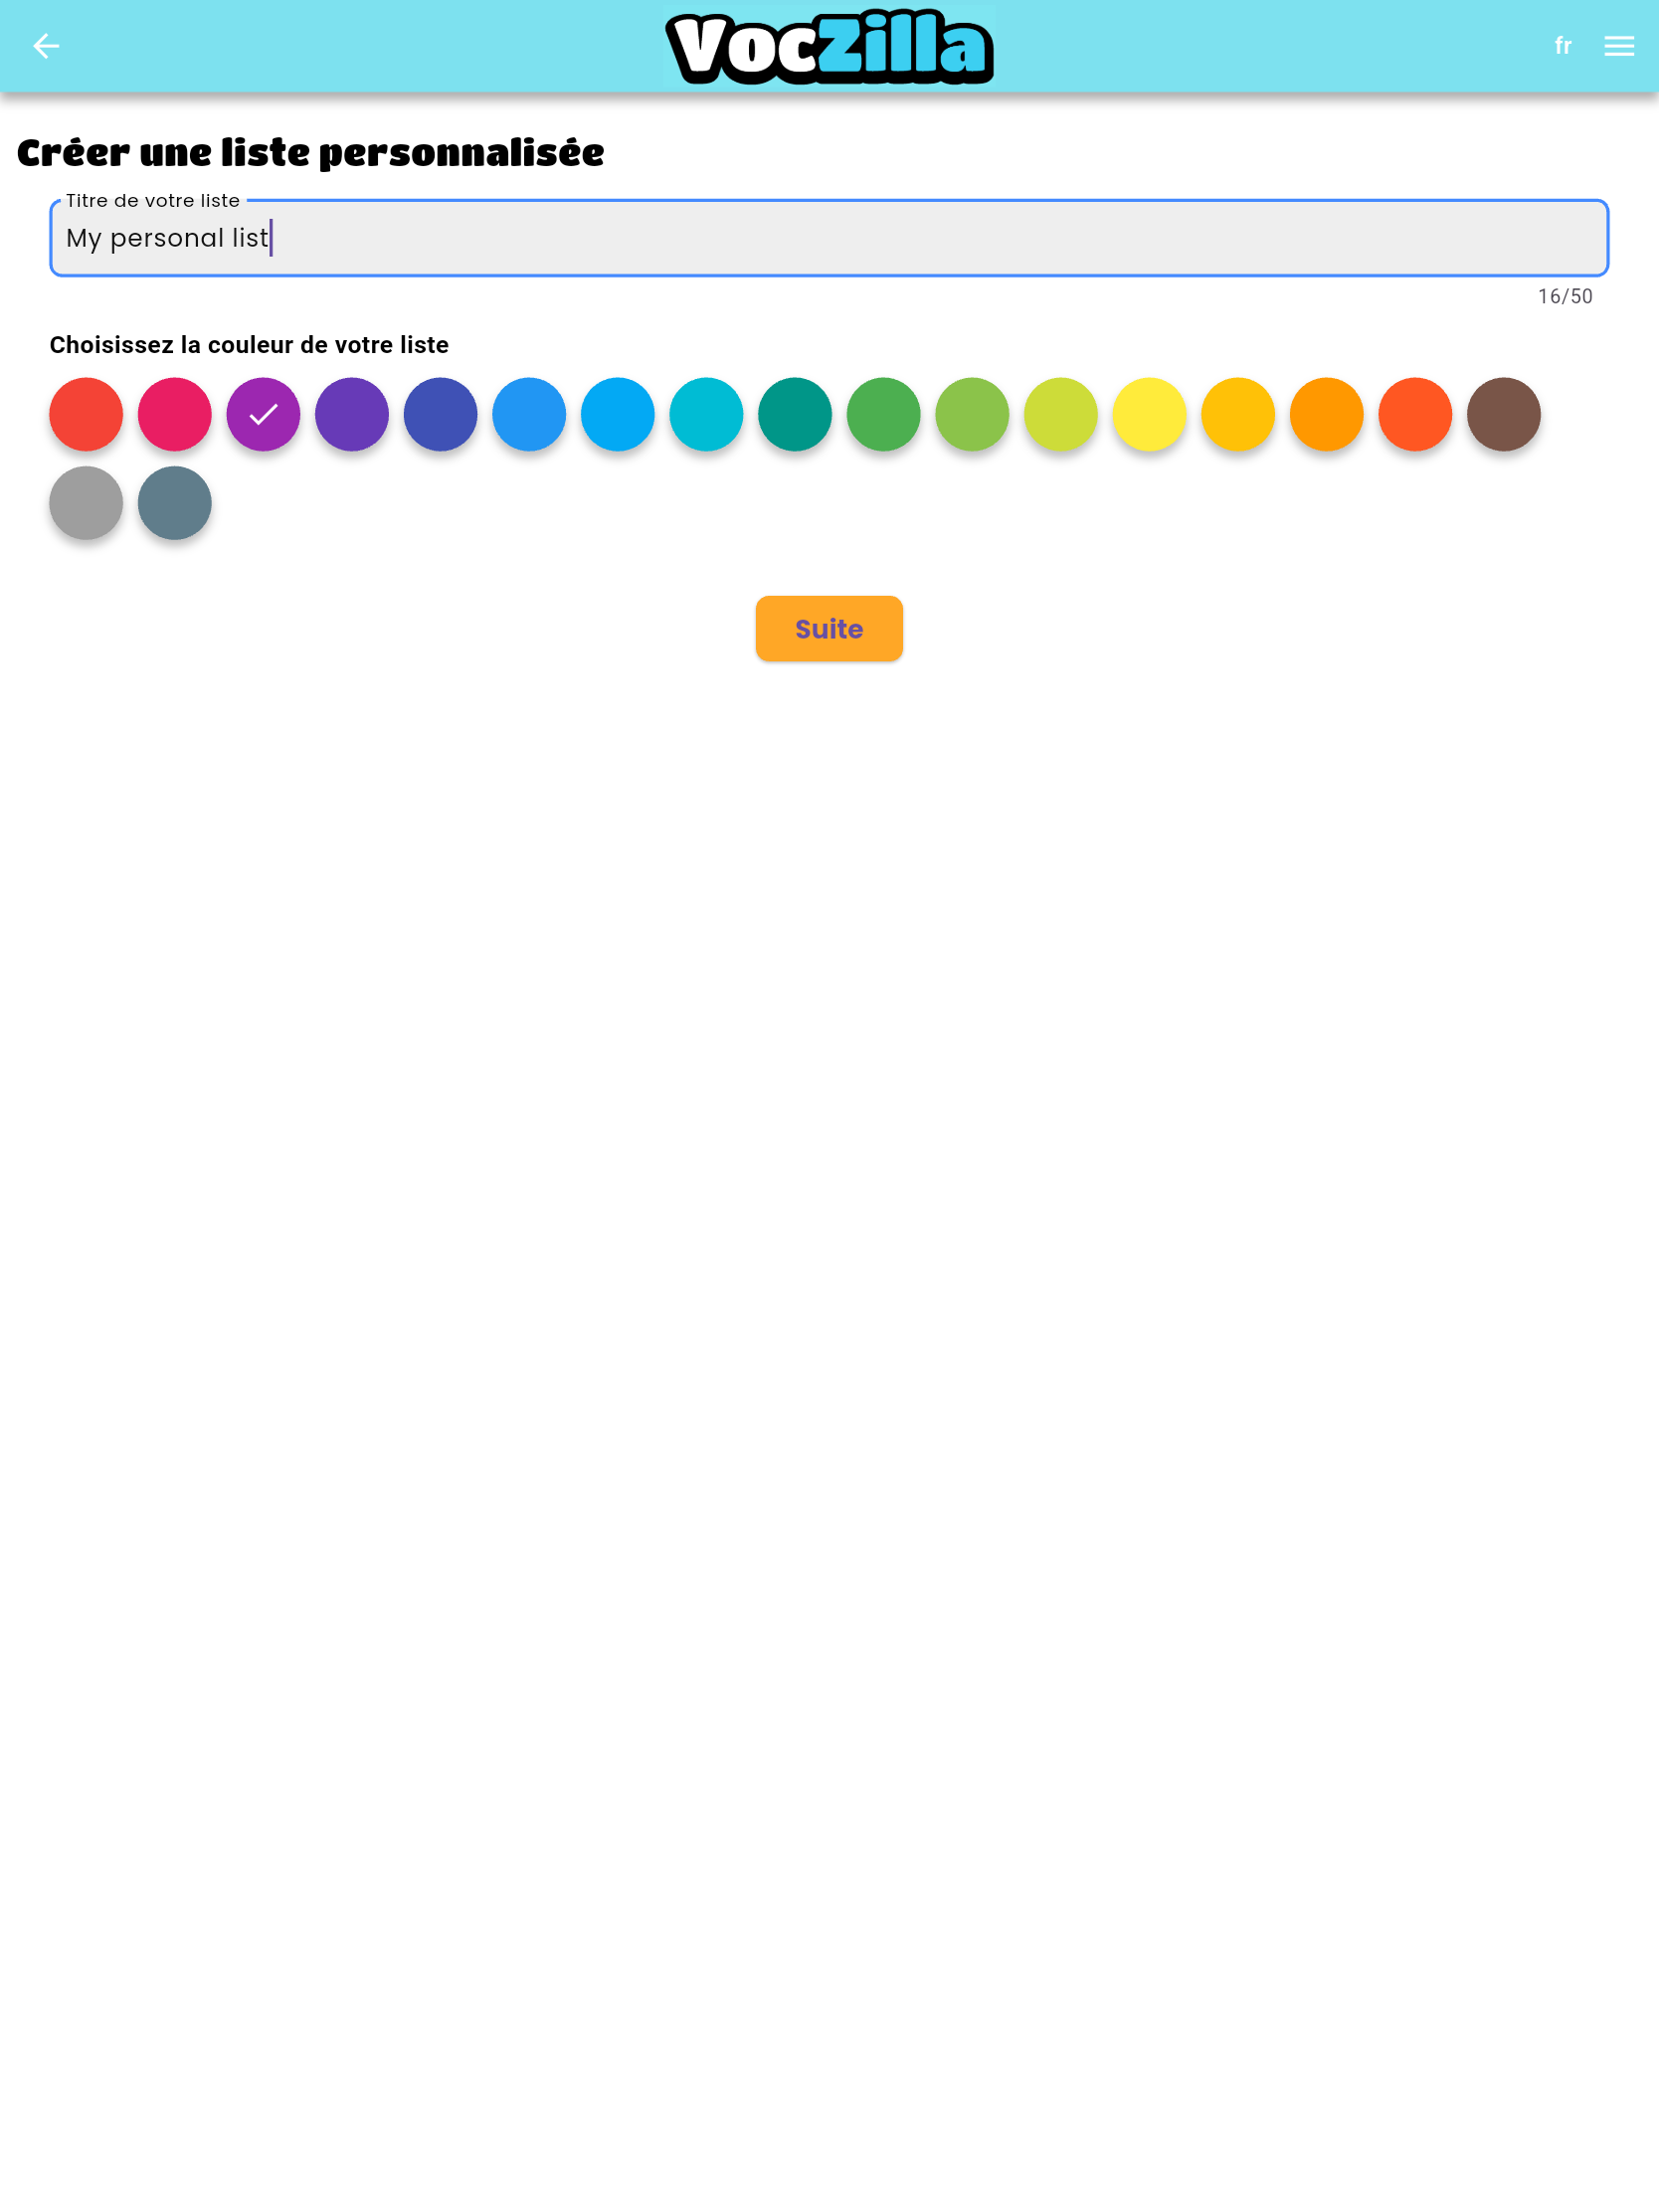 VocZilla
fr
Créer une liste personnalisée
Titre de votre liste
My personal list
16/50
Choisissez la couleur de votre liste
Suite